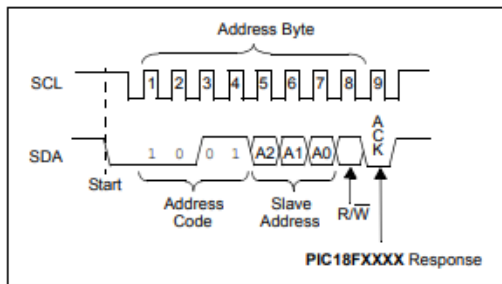 Address Byte
SCL 1 2 3 4 5 6 7 8 9
SDA 1 0 0 1 A2 A1 A0 ACK
Start
Address Code
Slave Address
R/W̅
PIC18FXXXX Response